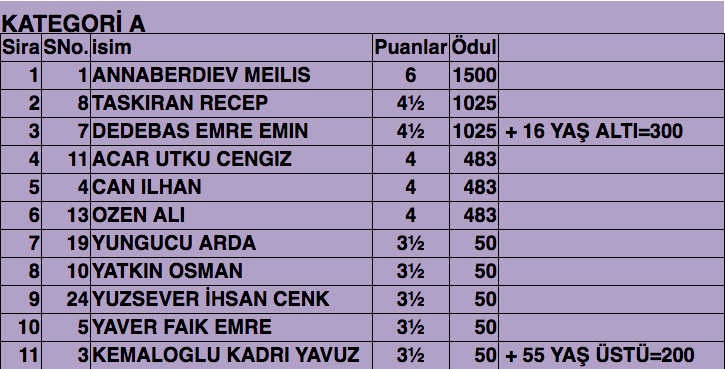 KATEGORİ A
Sira SNo. isim Puanlar Ödul
1 1 ANNABERDIEV MEILIS 6 1500
2 8 TASKIRAN RECEP 4½ 1025
3 7 DEDEBAS EMRE EMIN 4½ 1025 + 16 YAŞ ALTI=300
4 11 ACAR UTKU CENGIZ 4 483
5 4 CAN ILHAN 4 483
6 13 OZEN ALI 4 483
7 19 YUNGUCU ARDA 3½ 50
8 10 YATKIN OSMAN 3½ 50
9 24 YUZSEVER İHSAN CENK 3½ 50
10 5 YAVER FAIK EMRE 3½ 50
11 3 KEMALOGLU KADRI YAVUZ 3½ 50 + 55 YAŞ ÜSTÜ=200